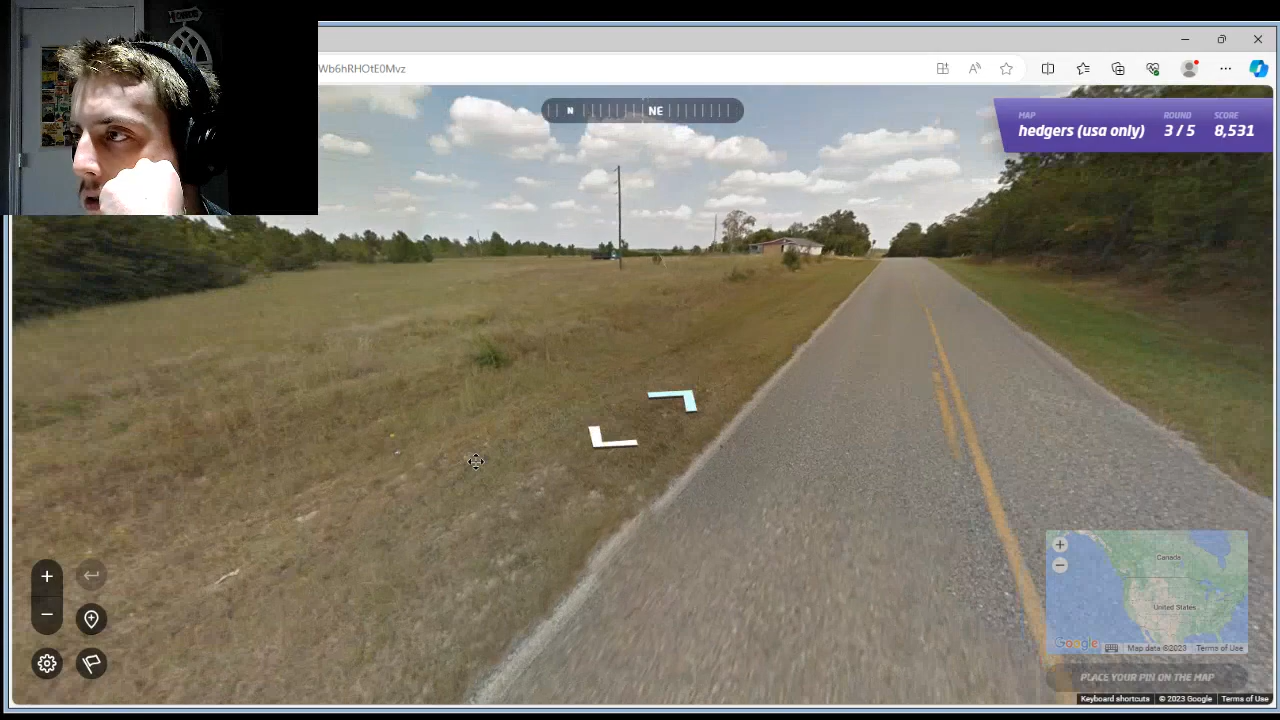 Wb6hRHOtE0Mvz
N
NE
MAP
hedgers (usa only)
ROUND
3 / 5
SCORE
8,531
Canada
United States
Google
Map data ©2023
Terms of Use
PLACE YOUR PIN ON THE MAP
Keyboard shortcuts
© 2023 Google
Terms of Use